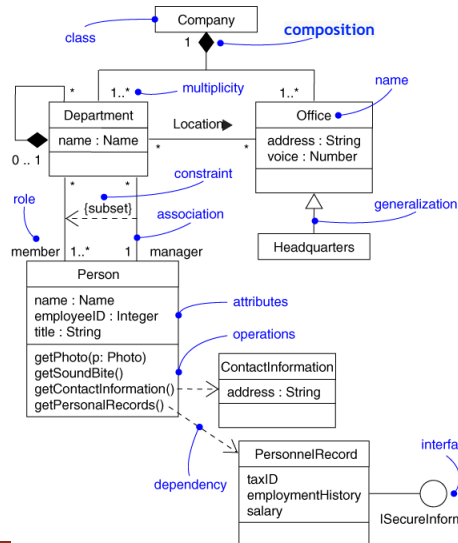 Company
class
1
composition
*
1..*
multiplicity
1..*
name
Department
Office
name : Name
Location
address : String
voice : Number
*
*
0 .. 1
*
*
constraint
role
{subset}
association
generalization
member
1..*
1
manager
Headquarters
Person
name : Name
employeeID : Integer
title : String
attributes
operations
getPhoto(p: Photo)
getSoundBite()
getContactInformation()
getPersonalRecords()
ContactInformation
address : String
dependency
PersonnelRecord
interfa
taxID
employmentHistory
salary
ISecureInforn